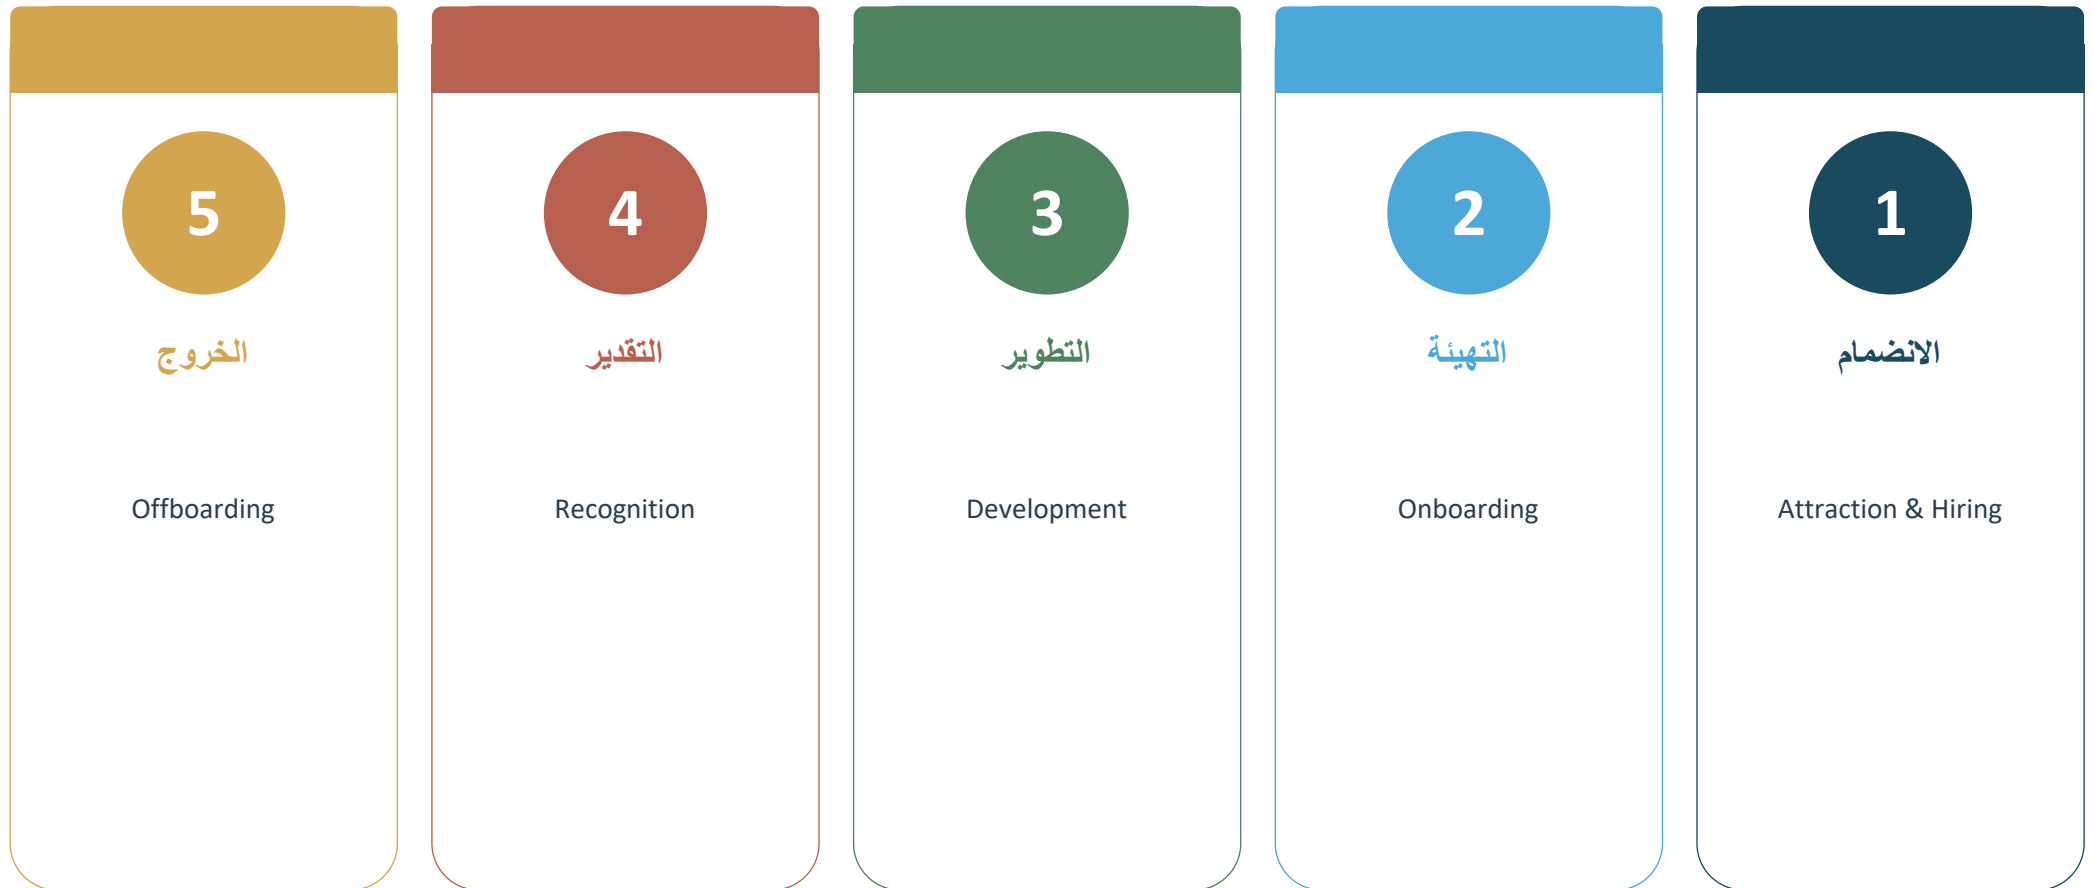 1
الانضمام
Attraction & Hiring
2
التهيئة
Onboarding
3
التطوير
Development
4
التقدير
Recognition
5
الخروج
Offboarding